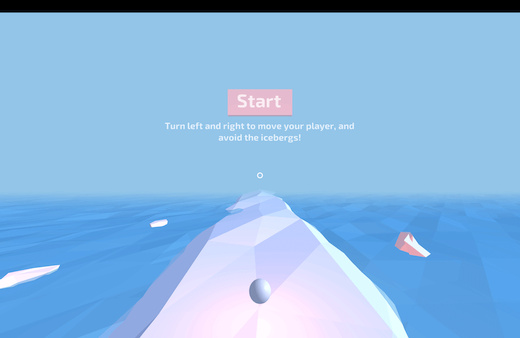 Start
Turn left and right to move your player, and
avoid the icebergs!